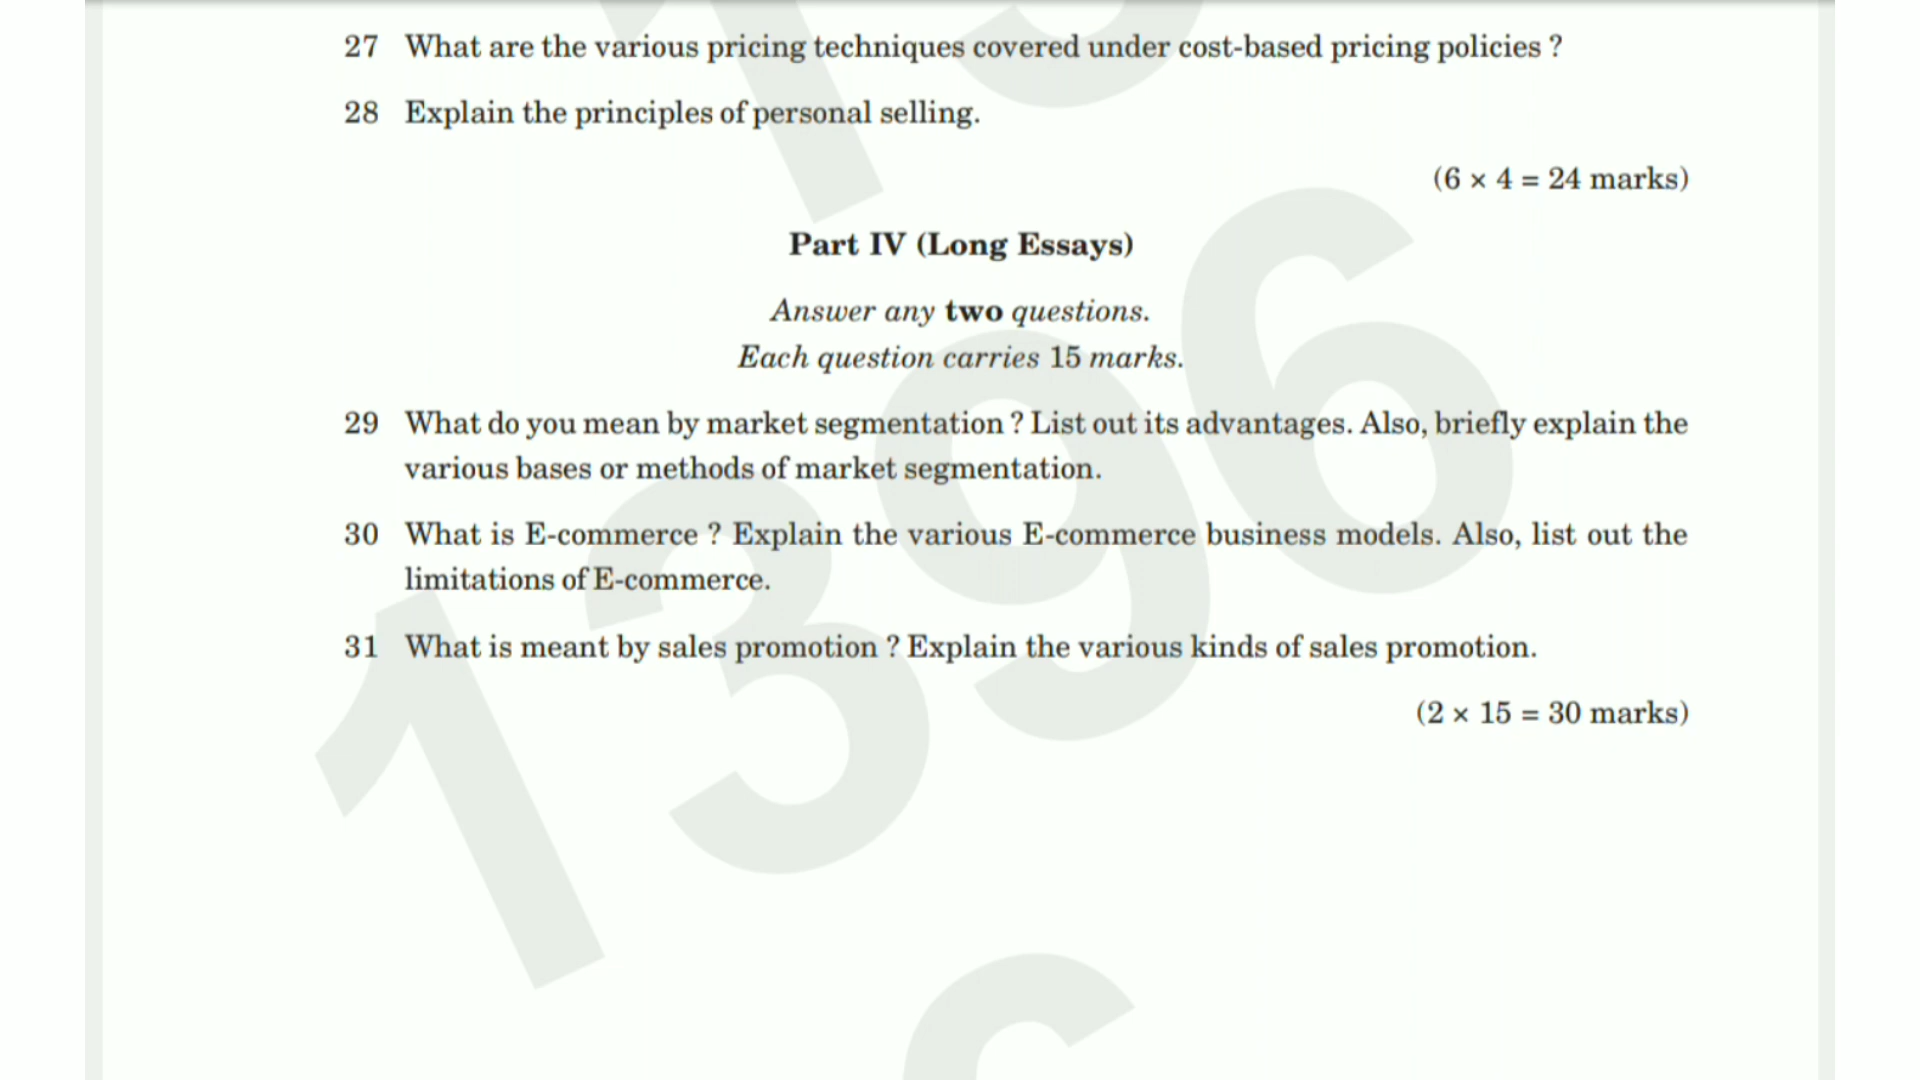 27 What are the various pricing techniques covered under cost-based pricing policies ?
28 Explain the principles of personal selling.
(6 × 4 = 24 marks)
Part IV (Long Essays)
Answer any two questions.
Each question carries 15 marks.
29 What do you mean by market segmentation ? List out its advantages. Also, briefly explain the
various bases or methods of market segmentation.
30 What is E-commerce ? Explain the various E-commerce business models. Also, list out the
limitations of E-commerce.
31 What is meant by sales promotion ? Explain the various kinds of sales promotion.
(2 × 15 = 30 marks)
1396